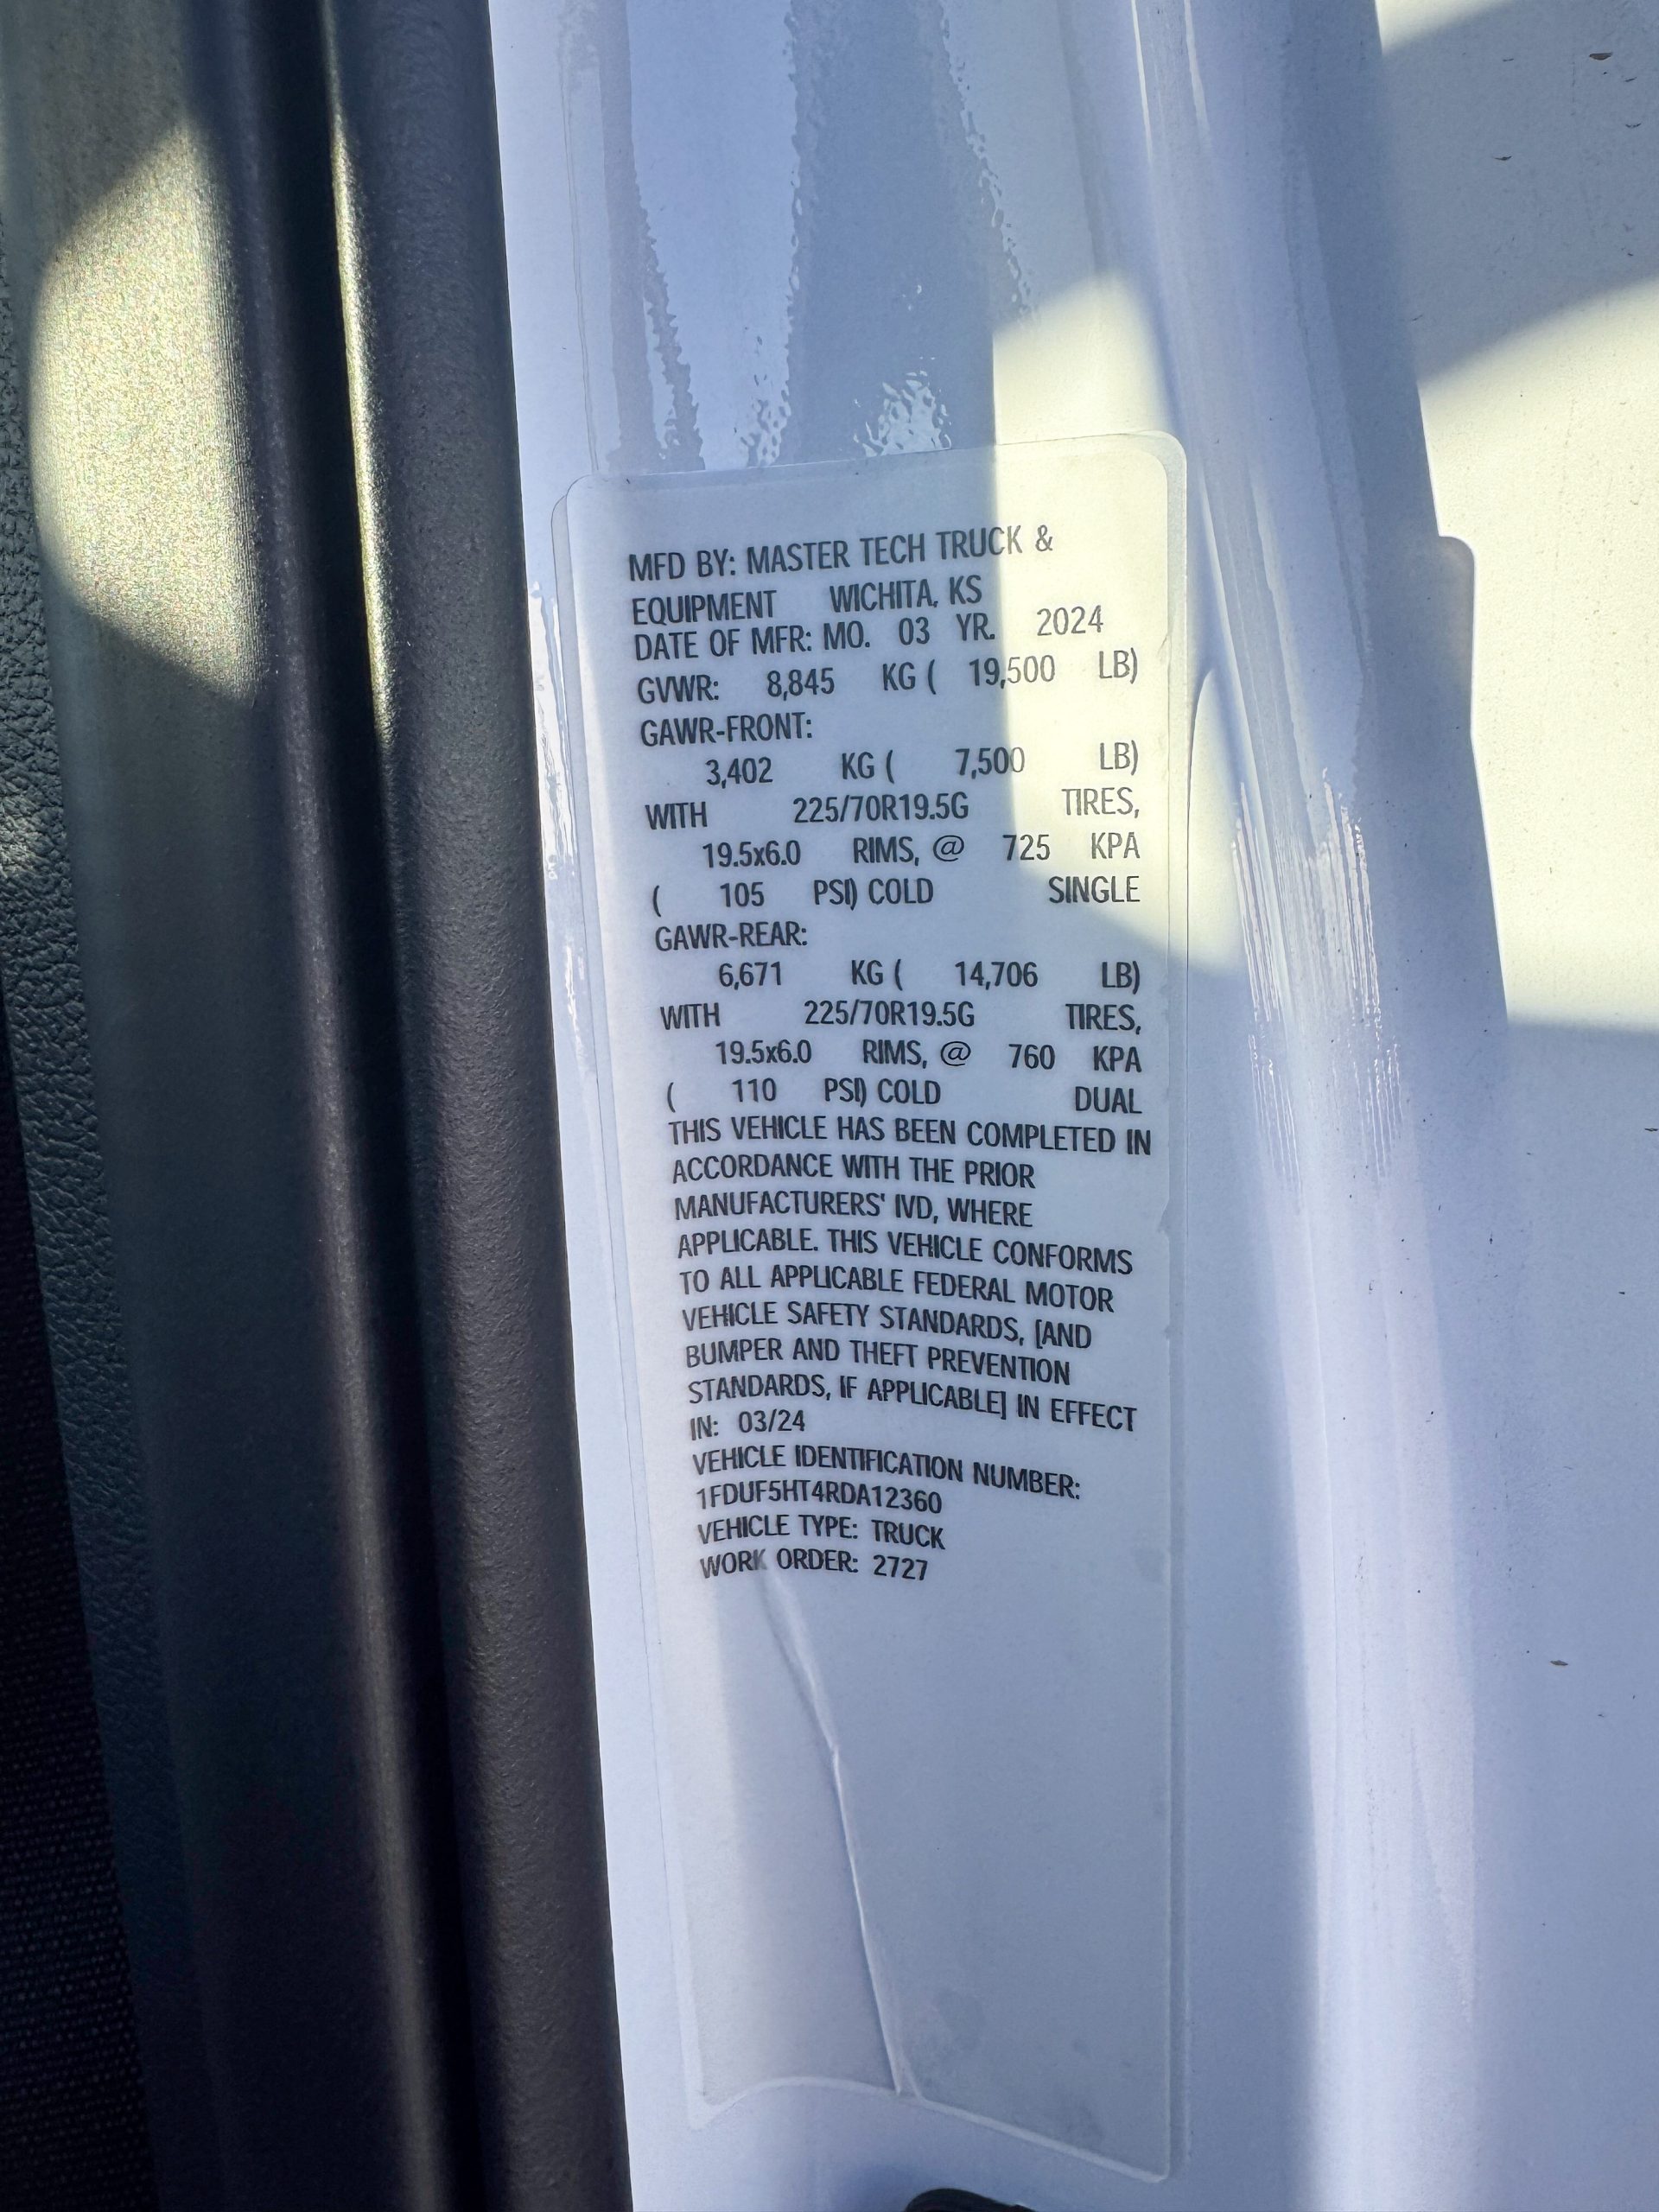 MFD BY: MASTER TECH TRUCK &
EQUIPMENT WICHITA, KS
DATE OF MFR: MO. 03 YR. 2024
GVWR: 8,845 KG ( 19,500 LB)
GAWR-FRONT:
3,402 KG ( 7,500 LB)
WITH 225/70R19.5G TIRES,
19.5x6.0 RIMS, @ 725 KPA
( 105 PSI) COLD SINGLE
GAWR-REAR:
6,671 KG ( 14,706 LB)
WITH 225/70R19.5G TIRES,
19.5x6.0 RIMS, @ 760 KPA
( 110 PSI) COLD DUAL
THIS VEHICLE HAS BEEN COMPLETED IN
ACCORDANCE WITH THE PRIOR
MANUFACTURERS' IVD, WHERE
APPLICABLE. THIS VEHICLE CONFORMS
TO ALL APPLICABLE FEDERAL MOTOR
VEHICLE SAFETY STANDARDS, [AND
BUMPER AND THEFT PREVENTION
STANDARDS, IF APPLICABLE] IN EFFECT
IN: 03/24
VEHICLE IDENTIFICATION NUMBER:
1FDUF5HT4RDA12360
VEHICLE TYPE: TRUCK
WORK ORDER: 2727